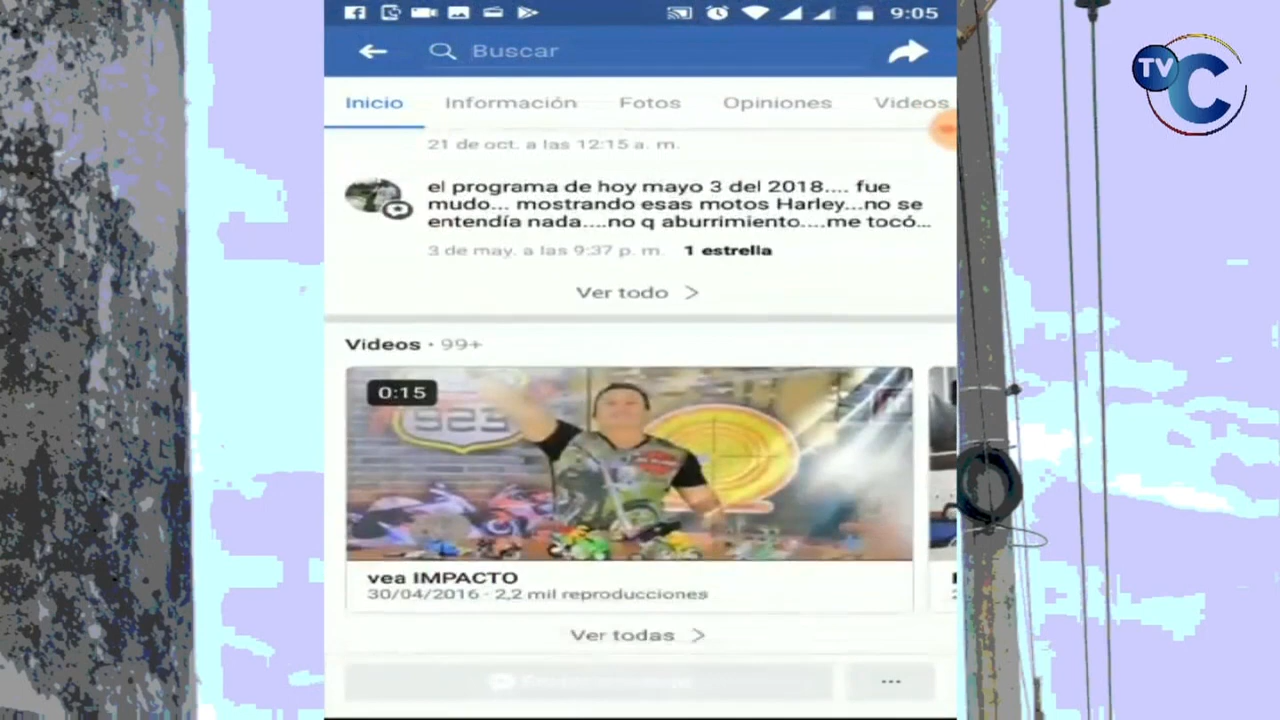 9:05
TV C
Buscar
Inicio Información Fotos Opiniones Videos
21 de oct. a las 12:15 a. m.
el programa de hoy mayo 3 del 2018.... fue
mudo... mostrando esas motos Harley...no se
entendía nada....no q aburrimiento....me tocó...
3 de may. a las 9:37 p. m. 1 estrella
Ver todo
Videos · 99+
0:15
923
vea IMPACTO
30/04/2016 · 2,2 mil reproducciones
Ver todas